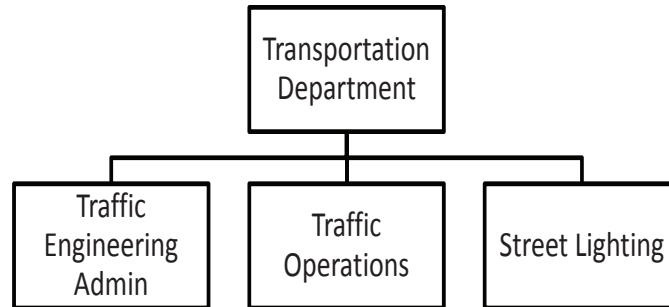 Transportation
Department
Traffic
Engineering
Admin
Traffic
Operations
Street Lighting